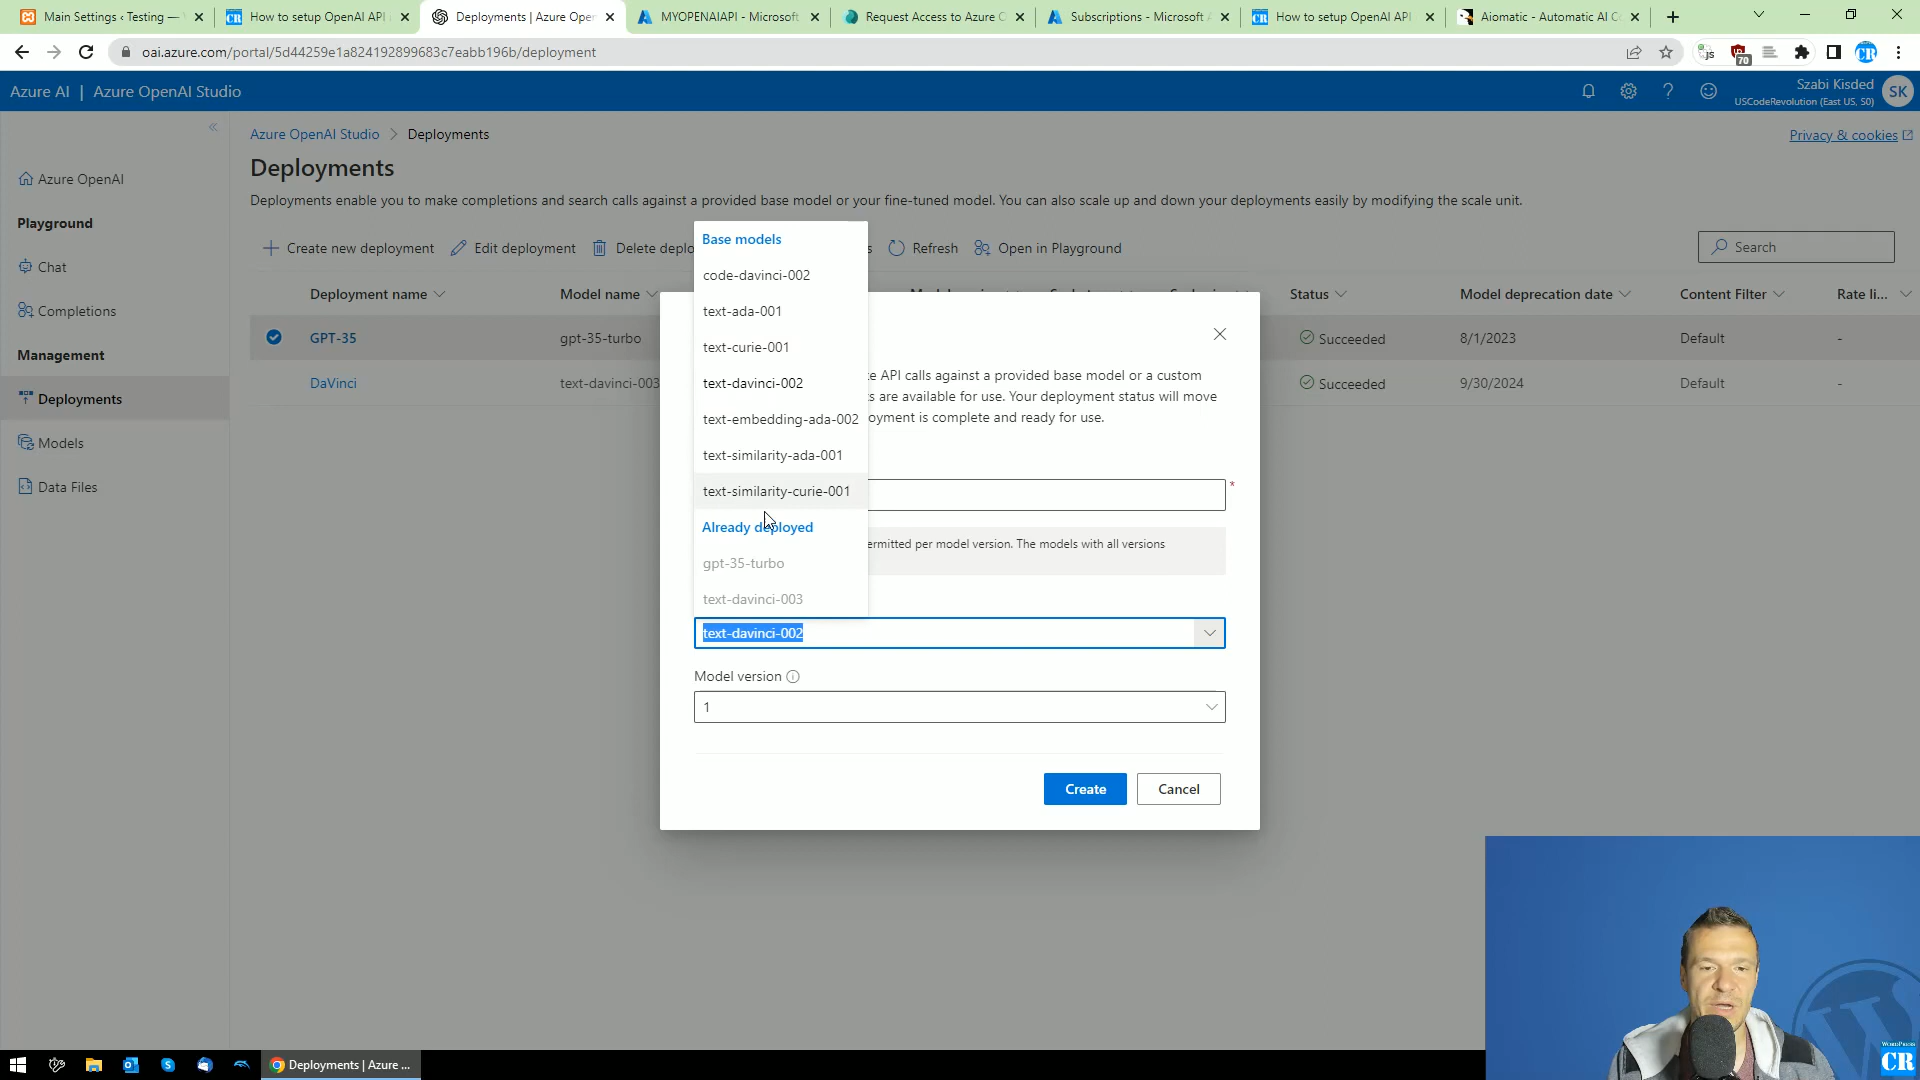 Main Settings ‹ Testing —
How to setup OpenAI API
Deployments | Azure Open
MYOPENAIAPI - Microsoft
Request Access to Azure
Subscriptions - Microsoft
How to setup OpenAI API
Aiomatic - Automatic AI Co
oai.azure.com/portal/5d44259e1a824192899683c7eabb196b/deployment
JS
70
CR
Azure AI | Azure OpenAI Studio
Szabi Kisded
USCodeRevolution (East US, S0)
SK
Azure OpenAI
Playground
Chat
Completions
Management
Deployments
Models
Data Files
Azure OpenAI Studio > Deployments
Privacy & cookies
Deployments
Deployments enable you to make completions and search calls against a provided base model or your fine-tuned model. You can also scale up and down your deployments easily by modifying the scale unit.
Create new deployment
Edit deployment
Delete deplo
s
Refresh
Open in Playground
Search
Deployment name
Model name
Status
Model deprecation date
Content Filter
Rate li...
GPT-35
gpt-35-turbo
Succeeded
8/1/2023
Default
-
DaVinci
text-davinci-003
Succeeded
9/30/2024
Default
-
Base models
code-davinci-002
text-ada-001
text-curie-001
text-davinci-002
text-embedding-ada-002
text-similarity-ada-001
text-similarity-curie-001
Already deployed
gpt-35-turbo
text-davinci-003
e API calls against a provided base model or a custom
s are available for use. Your deployment status will move
oyment is complete and ready for use.
*
ermitted per model version. The models with all versions
text-davinci-002
Model version
1
Create
Cancel
Deployments | Azure ...
WORDPRESS
CR